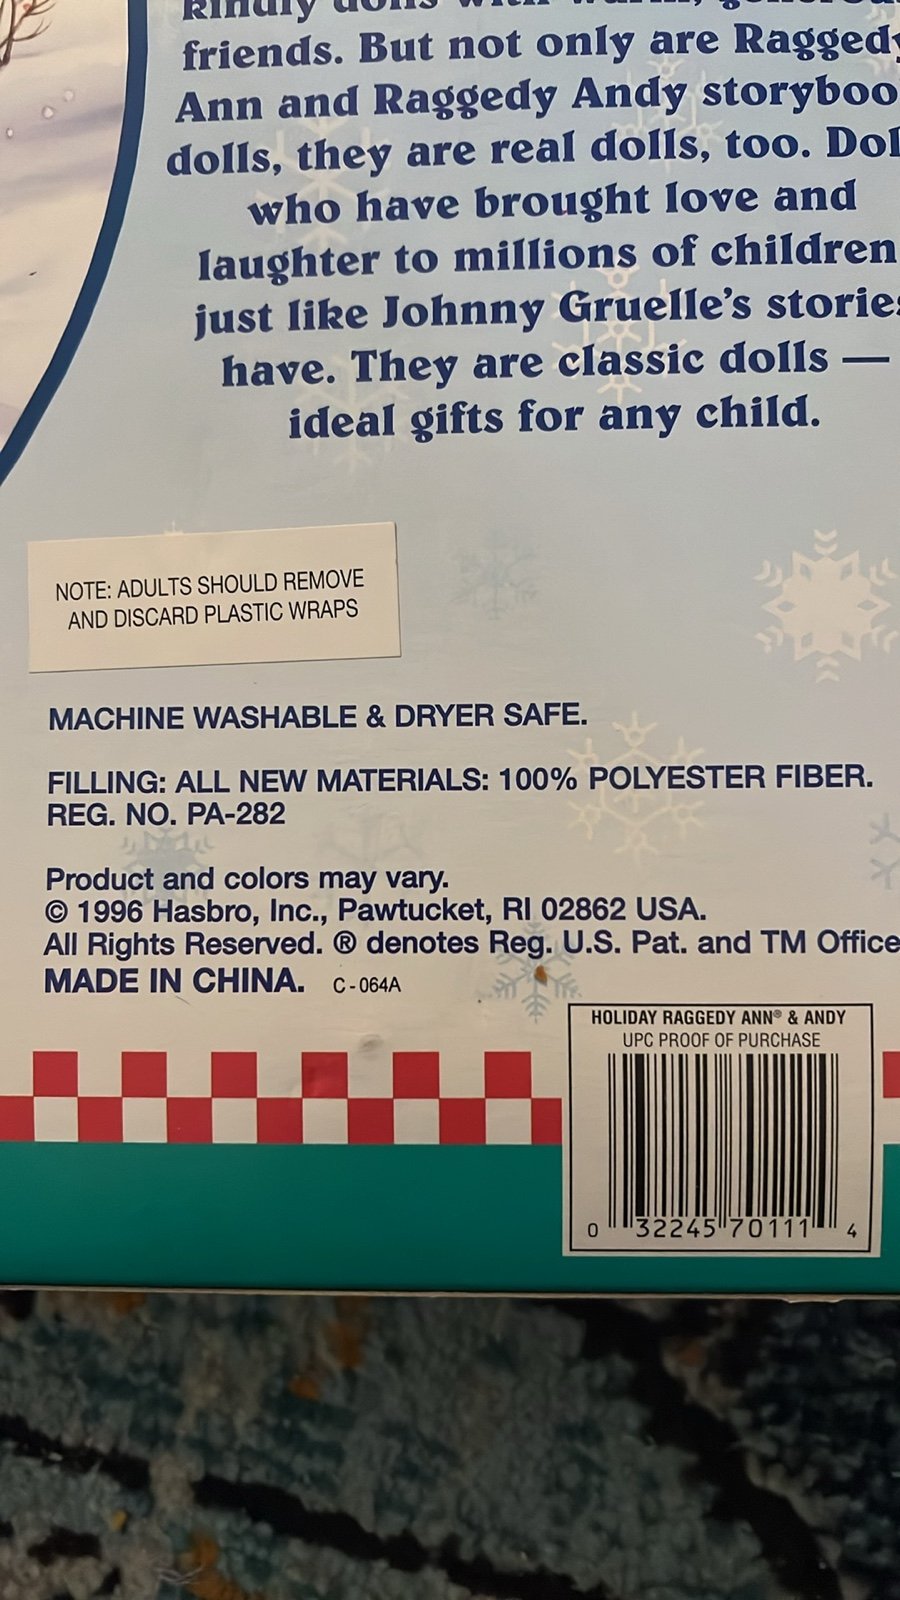 kindly dolls with warm,
friends. But not only are Raggedy
Ann and Raggedy Andy storyboo
dolls, they are real dolls, too. Dol
who have brought love and
laughter to millions of children
just like Johnny Gruelle's stories
have. They are classic dolls —
ideal gifts for any child.
NOTE: ADULTS SHOULD REMOVE
AND DISCARD PLASTIC WRAPS
MACHINE WASHABLE & DRYER SAFE.
FILLING: ALL NEW MATERIALS: 100% POLYESTER FIBER.
REG. NO. PA-282
Product and colors may vary.
© 1996 Hasbro, Inc., Pawtucket, RI 02862 USA.
All Rights Reserved. ® denotes Reg. U.S. Pat. and TM Office
MADE IN CHINA. C-064A
HOLIDAY RAGGEDY ANN® & ANDY
UPC PROOF OF PURCHASE
0 32245 70111 4